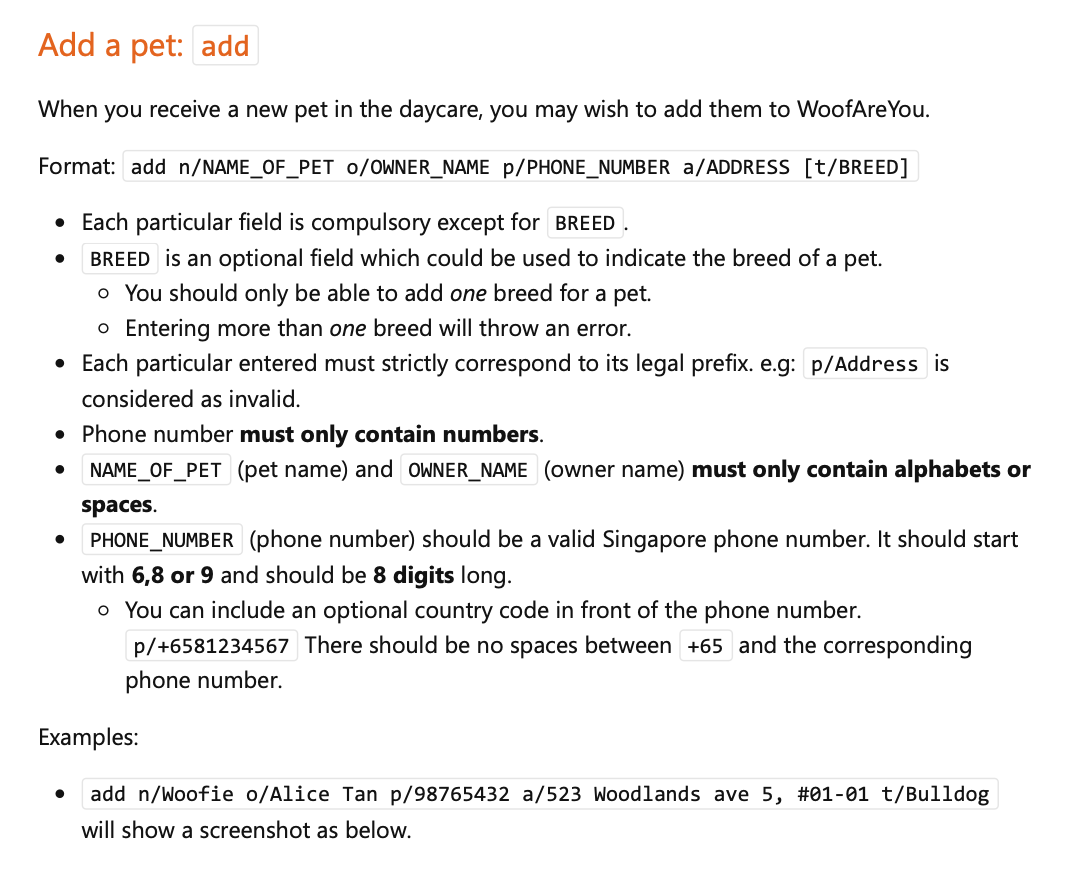 Add a pet: add
When you receive a new pet in the daycare, you may wish to add them to WoofAreYou.
Format: add n/NAME_OF_PET o/OWNER_NAME p/PHONE_NUMBER a/ADDRESS [t/BREED]
• Each particular field is compulsory except for BREED.
• BREED is an optional field which could be used to indicate the breed of a pet.
○ You should only be able to add one breed for a pet.
○ Entering more than one breed will throw an error.
• Each particular entered must strictly correspond to its legal prefix. e.g: p/Address is
considered as invalid.
• Phone number must only contain numbers.
• NAME_OF_PET (pet name) and OWNER_NAME (owner name) must only contain alphabets or
spaces.
• PHONE_NUMBER (phone number) should be a valid Singapore phone number. It should start
with 6,8 or 9 and should be 8 digits long.
○ You can include an optional country code in front of the phone number.
p/+6581234567 There should be no spaces between +65 and the corresponding
phone number.
Examples:
• add n/Woofie o/Alice Tan p/98765432 a/523 Woodlands ave 5, #01-01 t/Bulldog
will show a screenshot as below.